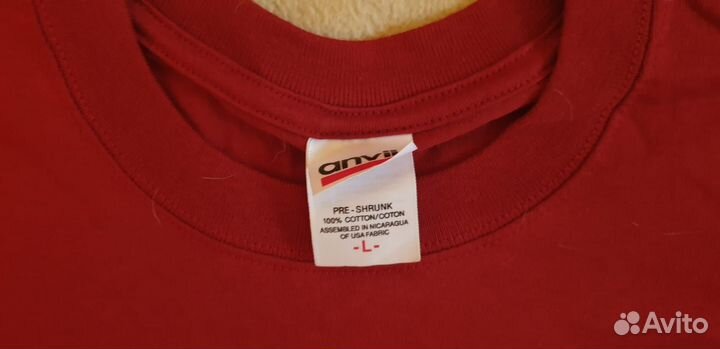 anvil
PRE-SHRUNK
100% COTTON/COTON
ASSEMBLED IN NICARAGUA
OF USA FABRIC
-L-
Avito